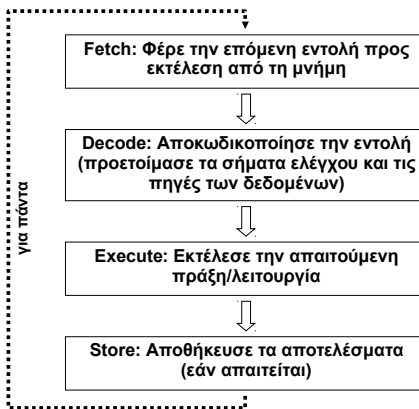 Fetch: Φέρε την επόμενη εντολή προς
εκτέλεση από τη μνήμη
Decode: Αποκωδικοποίησε την εντολή
(προετοίμασε τα σήματα ελέγχου και τις
πηγές των δεδομένων)
Execute: Εκτέλεσε την απαιτούμενη
πράξη/λειτουργία
Store: Αποθήκευσε τα αποτελέσματα
(εάν απαιτείται)
για πάντα